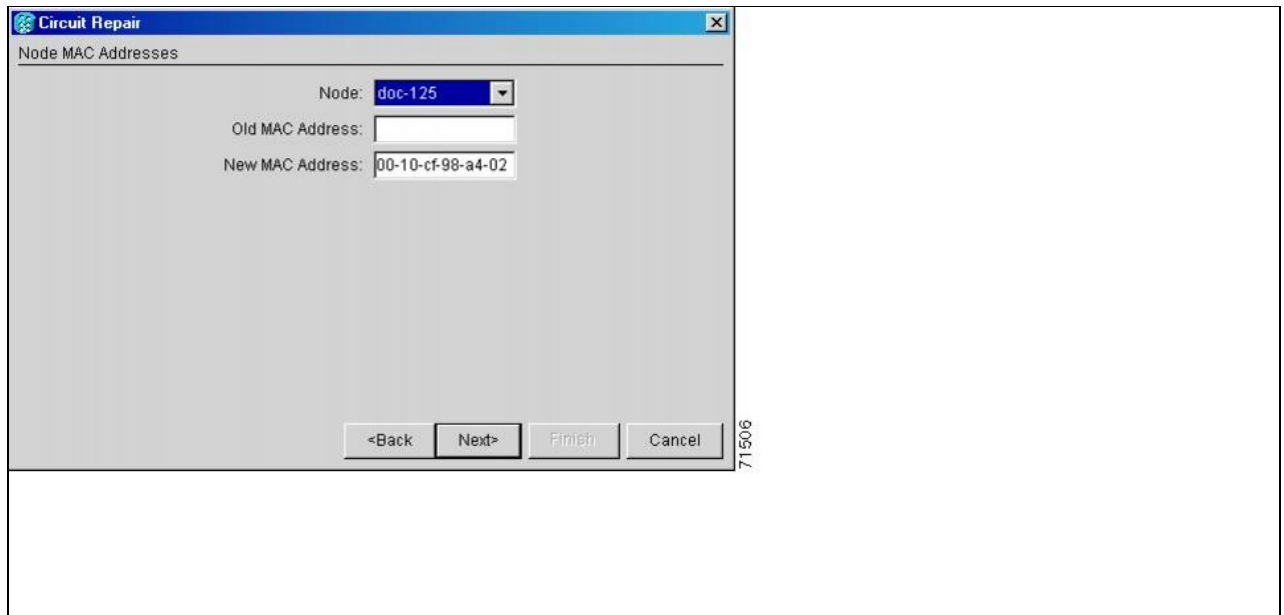 Circuit Repair
Node MAC Addresses
Node: doc-125
Old MAC Address:
New MAC Address: 00-10-cf-98-a4-02
<Back Next> Finish Cancel
71506